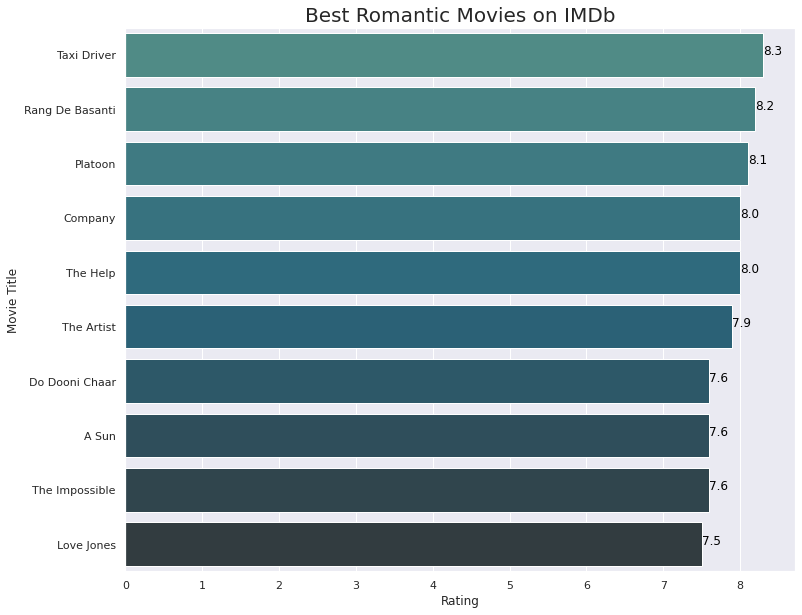 Best Romantic Movies on IMDb
Taxi Driver 8.3
Rang De Basanti 8.2
Platoon 8.1
Company 8.0
The Help 8.0
Movie Title
The Artist 7.9
Do Dooni Chaar 7.6
A Sun 7.6
The Impossible 7.6
Love Jones 7.5
0 1 2 3 4 5 6 7 8
Rating